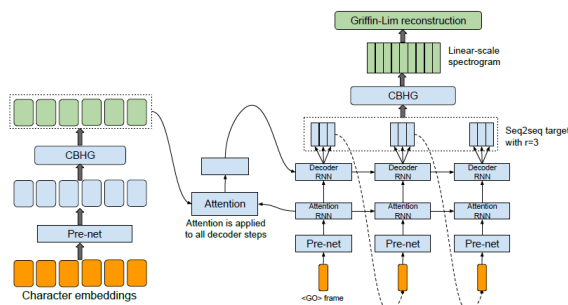 Griffin-Lim reconstruction
Linear-scale
spectrogram
CBHG
Seq2seq target
with r=3
CBHG
Pre-net
Character embeddings
Attention
Attention is applied
to all decoder steps
Decoder
RNN
Decoder
RNN
Decoder
RNN
Attention
RNN
Attention
RNN
Attention
RNN
Pre-net
Pre-net
Pre-net
<GO> frame